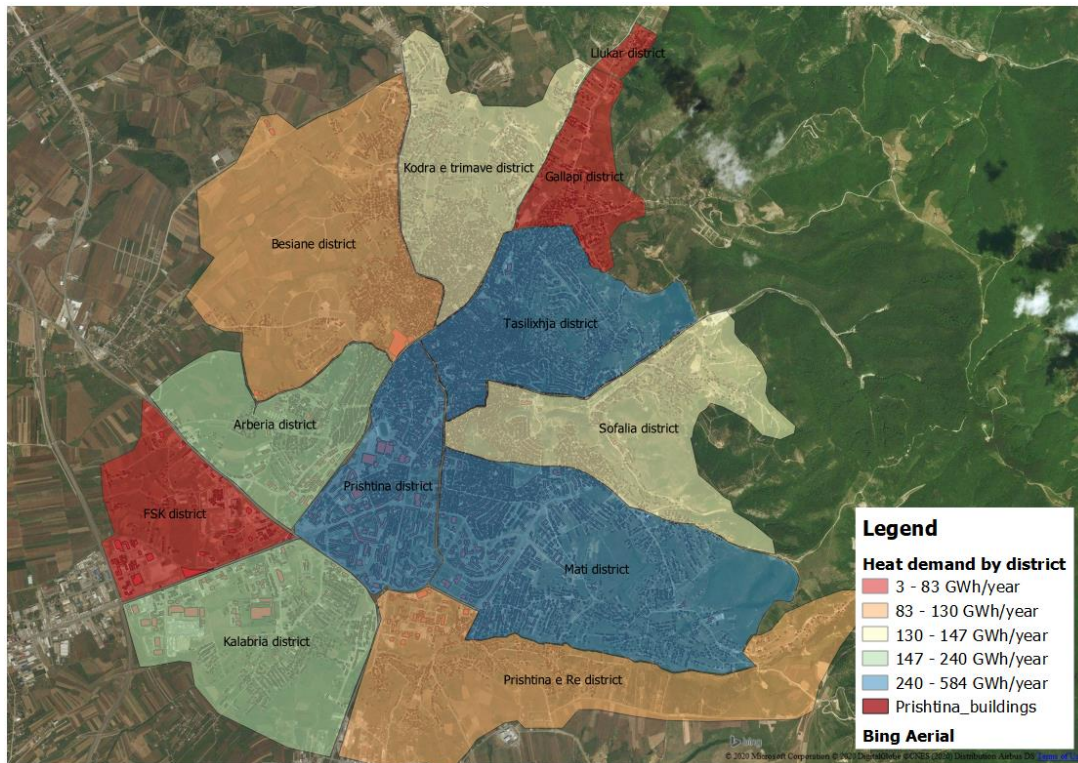 Llukar district
Kodra e trimave district
Gallapi district
Besiane district
Tasilixhja district
Arberia district
Sofalia district
Prishtina district
FSK district
Mati district
Kalabria district
Prishtina e Re district
Legend
Heat demand by district
3 - 83 GWh/year
83 - 130 GWh/year
130 - 147 GWh/year
147 - 240 GWh/year
240 - 584 GWh/year
Prishtina_buildings
Bing Aerial
© 2020 Microsoft Corporation © 2020 DigitalGlobe ©CNES (2020) Distribution Airbus DS